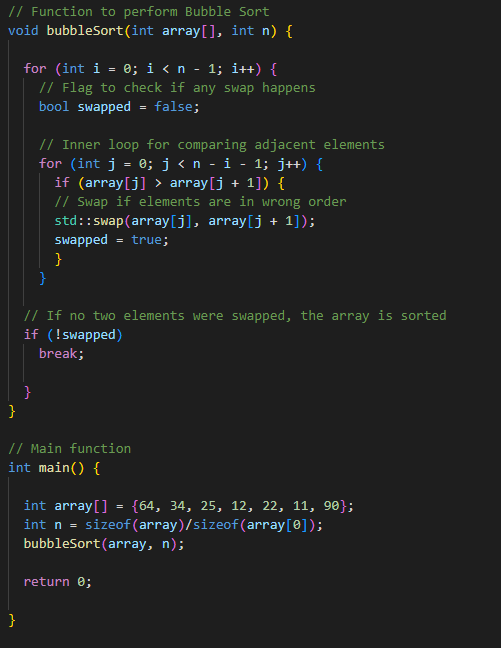 // Function to perform Bubble Sort
void bubbleSort(int array[], int n) {
for (int i = 0; i < n - 1; i++) {
// Flag to check if any swap happens
bool swapped = false;
// Inner loop for comparing adjacent elements
for (int j = 0; j < n - i - 1; j++) {
if (array[j] > array[j + 1]) {
// Swap if elements are in wrong order
std::swap(array[j], array[j + 1]);
swapped = true;
}
}
// If no two elements were swapped, the array is sorted
if (!swapped)
break;
}
}
// Main function
int main() {
int array[] = {64, 34, 25, 12, 22, 11, 90};
int n = sizeof(array)/sizeof(array[0]);
bubbleSort(array, n);
return 0;
}